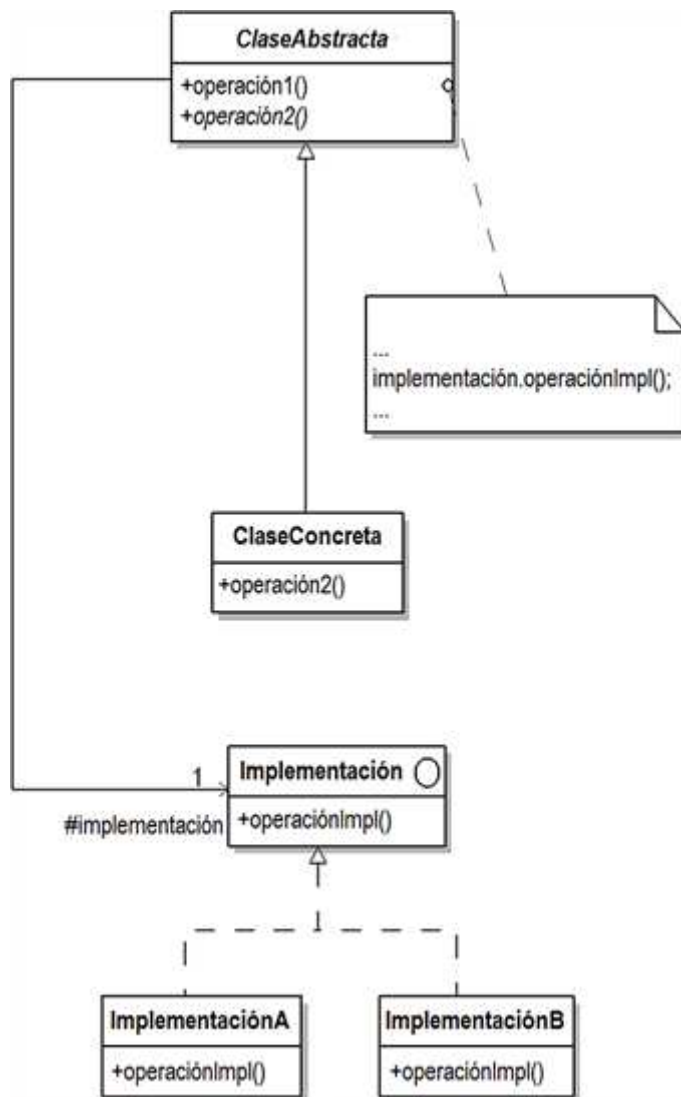 ClaseAbstracta
+operación1()
+operación2()
...
implementación.operaciónImpl();
...
ClaseConcreta
+operación2()
1
#implementación
Implementación
+operaciónImpl()
ImplementaciónA
+operaciónImpl()
ImplementaciónB
+operaciónImpl()